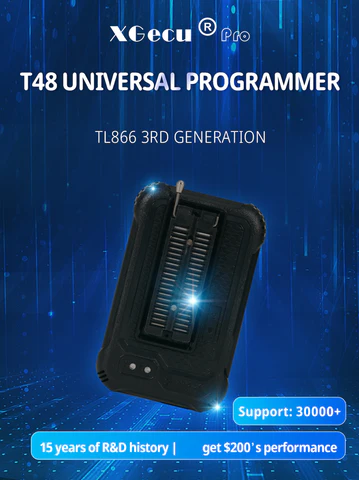 XGecu ® Pro
T48 UNIVERSAL PROGRAMMER
TL866 3RD GENERATION
Support: 30000+
15 years of R&D history | get $200's performance